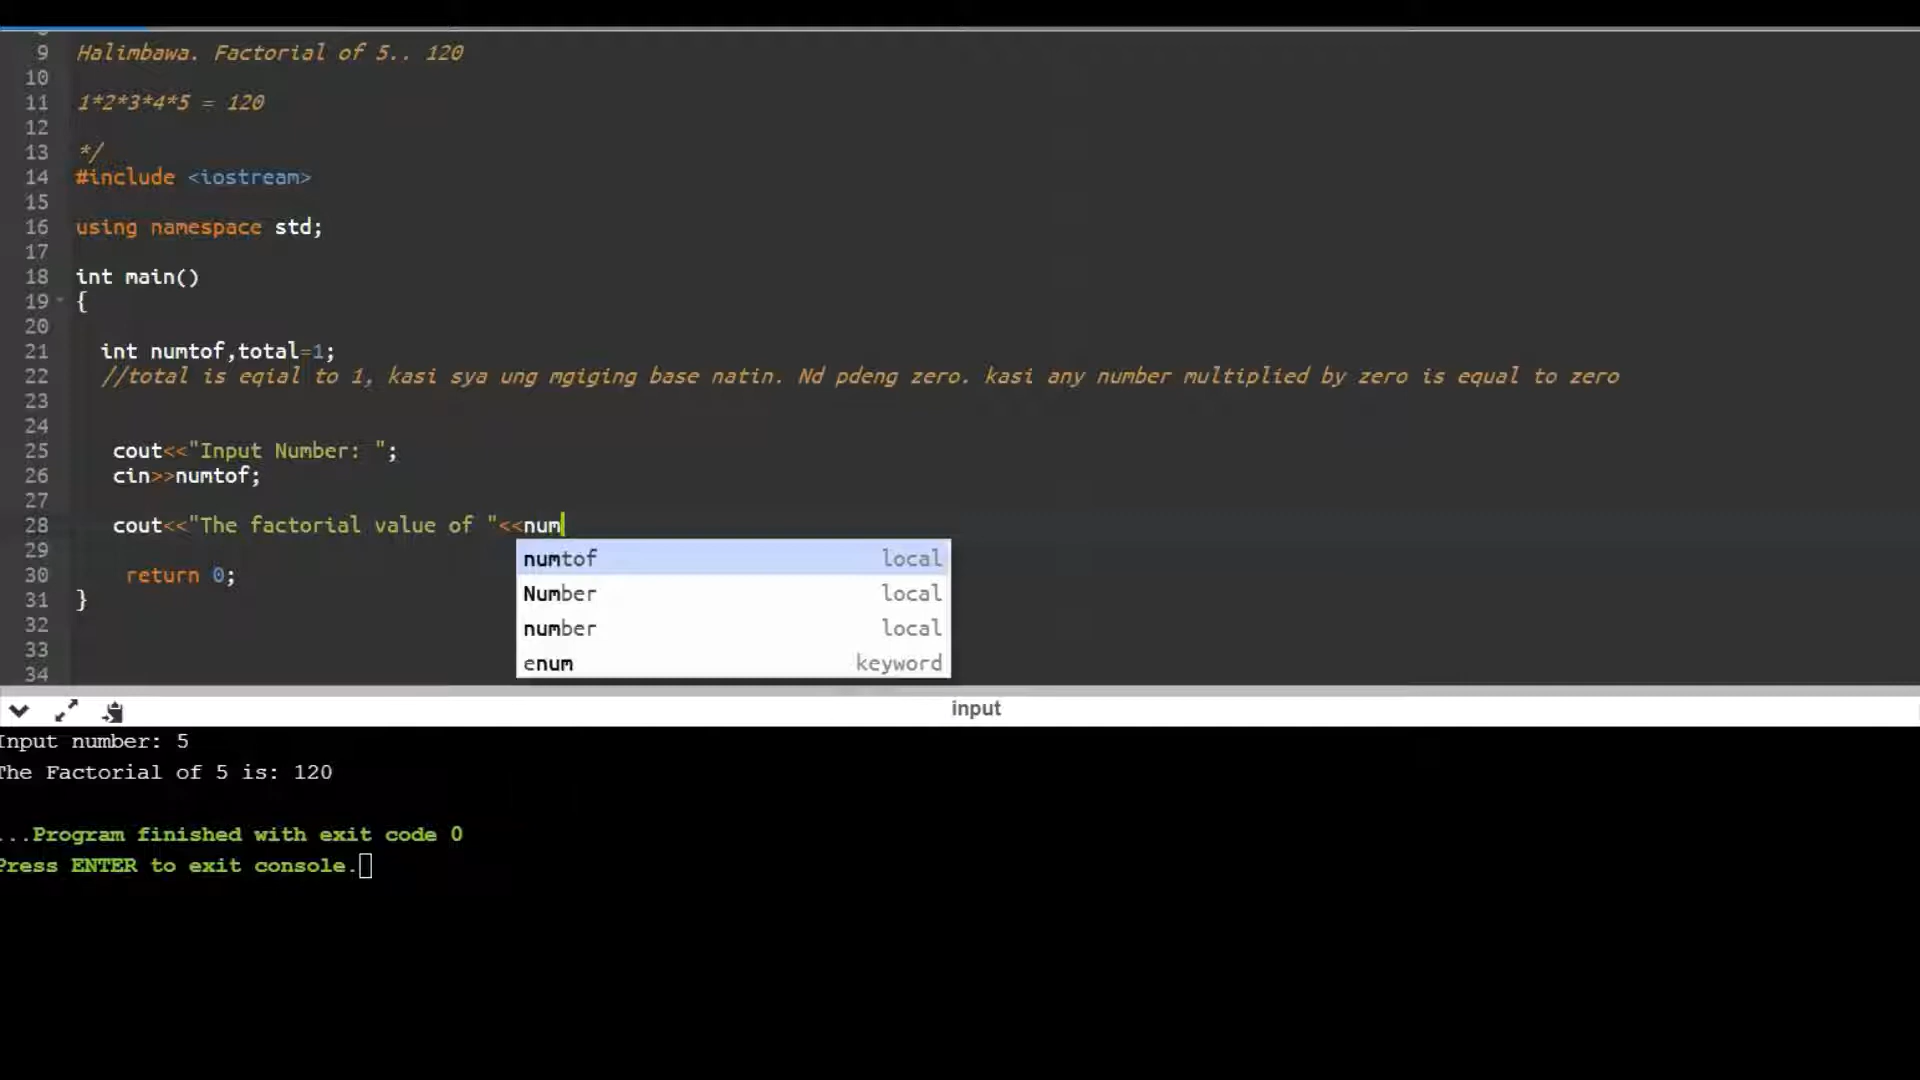 9 Halimbawa. Factorial of 5.. 120
10
11 1*2*3*4*5 = 120
12
13 */
14 #include <iostream>
15
16 using namespace std;
17
18 int main()
19 {
20
21 int numtof,total=1;
22 //total is eqial to 1, kasi sya ung mgiging base natin. Nd pdeng zero. kasi any number multiplied by zero is equal to zero
23
24
25 cout<<"Input Number: ";
26 cin>>numtof;
27
28 cout<<"The factorial value of "<<num
29
numtof local
30 return 0;
Number local
31 }
32
number local
33
enum keyword
34
input
Input number: 5
The Factorial of 5 is: 120
...Program finished with exit code 0
Press ENTER to exit console.